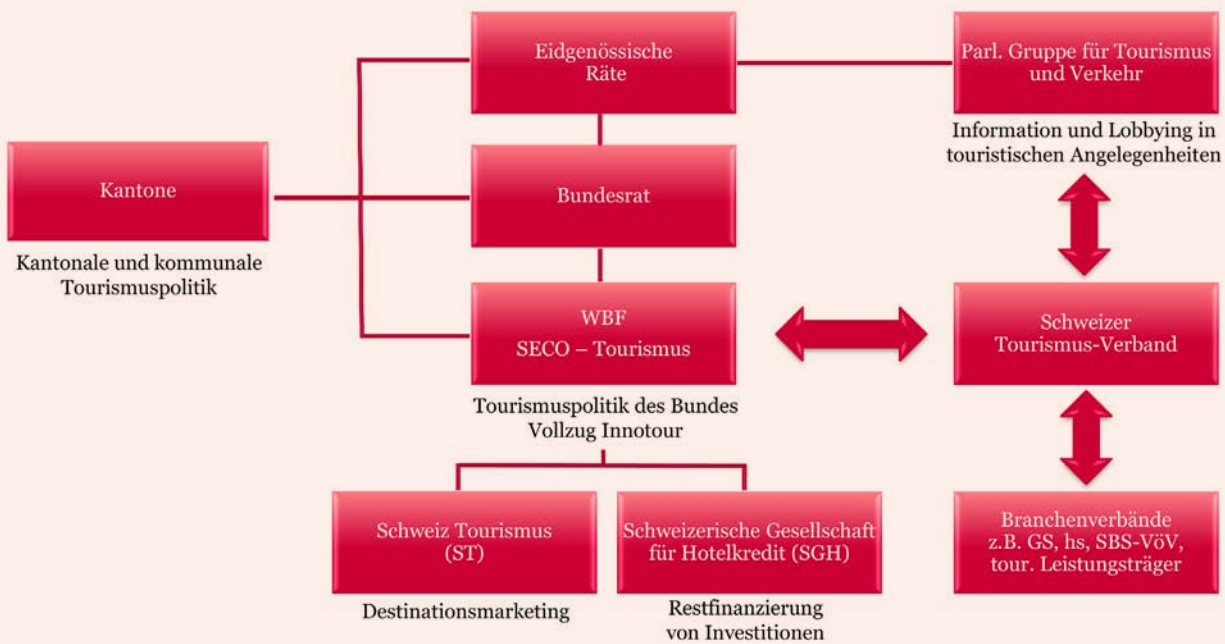 Eidgenössische
Räte
Parl. Gruppe für Tourismus
und Verkehr
Information und Lobbying in
touristischen Angelegenheiten
Kantone
Kantonale und kommunale
Tourismuspolitik
Bundesrat
WBF
SECO – Tourismus
Tourismuspolitik des Bundes
Vollzug Innotour
Schweizer
Tourismus-Verband
Schweiz Tourismus
(ST)
Destinationsmarketing
Schweizerische Gesellschaft
für Hotelkredit (SGH)
Restfinanzierung
von Investitionen
Branchenverbände
z.B. GS, hs, SBS-VöV,
tour. Leistungsträger